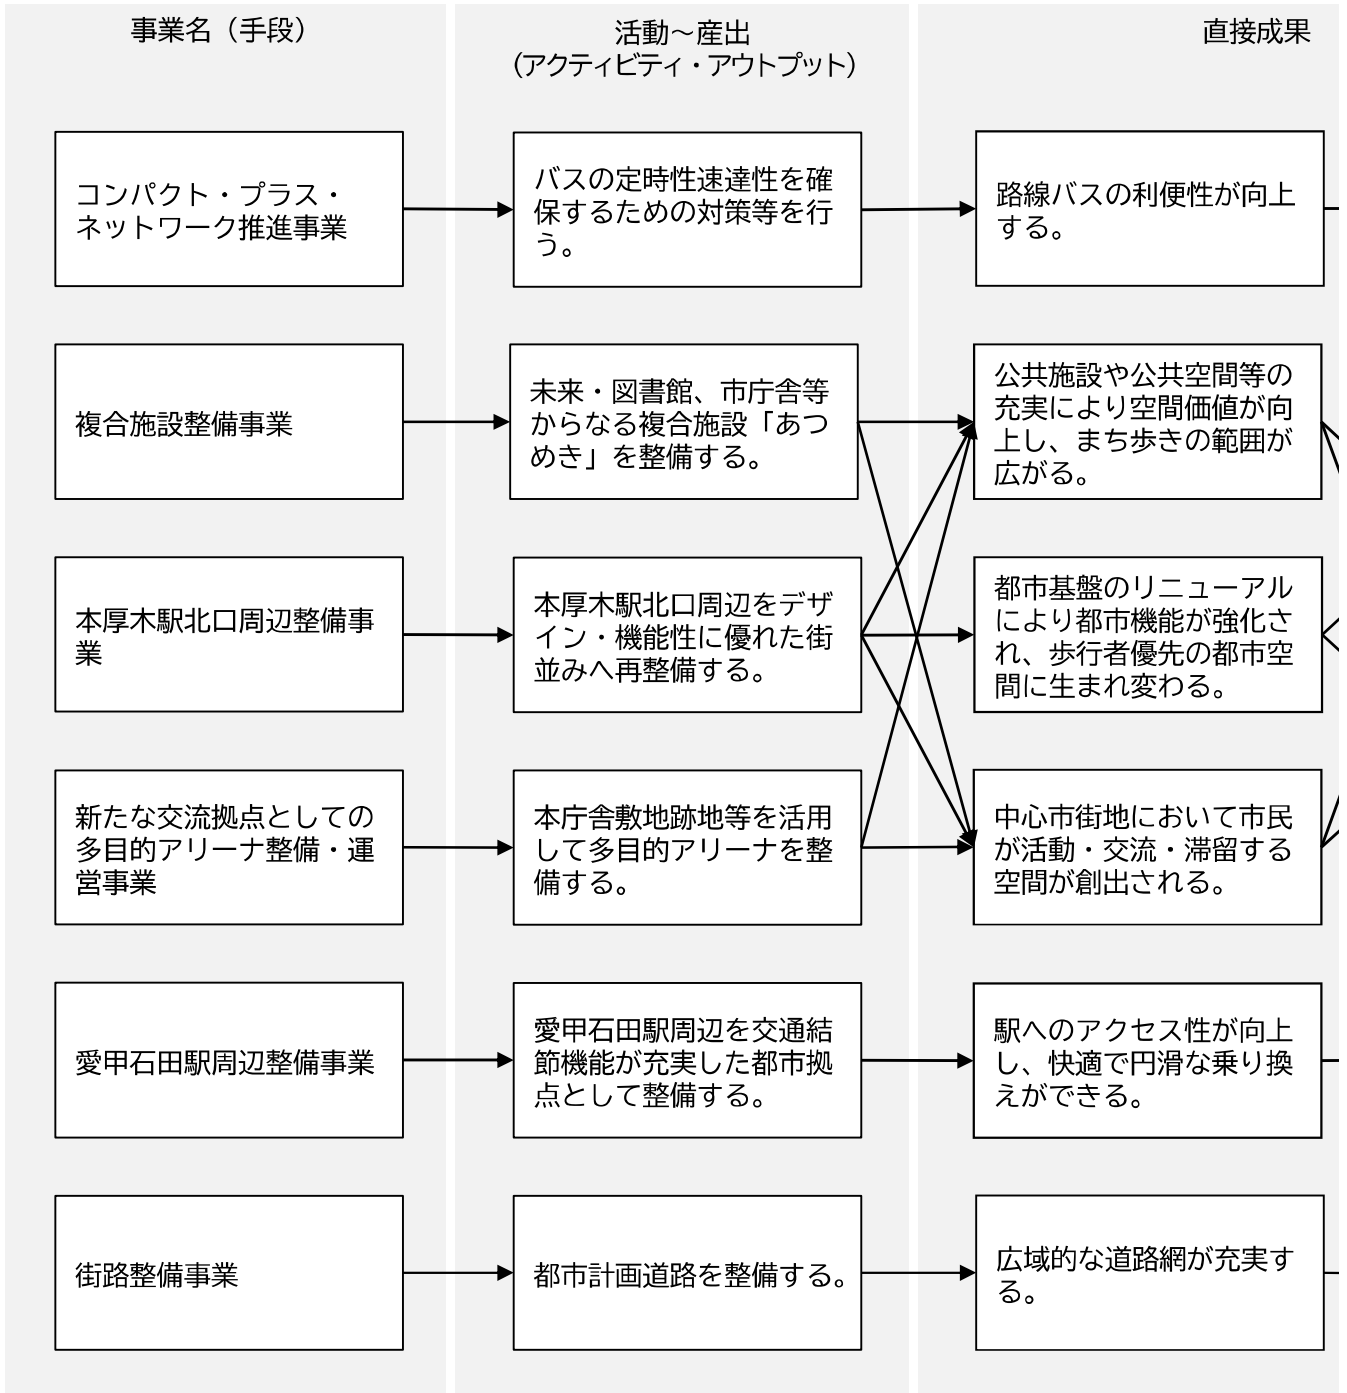 事業名（手段）
活動～産出
（アクティビティ・アウトプット）
直接成果
コンパクト・プラス・
ネットワーク推進事業
バスの定時性速達性を確
保するための対策等を行
う。
路線バスの利便性が向上
する。
複合施設整備事業
未来・図書館、市庁舎等
からなる複合施設「あつ
めき」を整備する。
公共施設や公共空間等の
充実により空間価値が向
上し、まち歩きの範囲が
広がる。
本厚木駅北口周辺整備事
業
本厚木駅北口周辺をデザ
イン・機能性に優れた街
並みへ再整備する。
都市基盤のリニューアル
により都市機能が強化さ
れ、歩行者優先の都市空
間に生まれ変わる。
新たな交流拠点としての
多目的アリーナ整備・運
営事業
本庁舎敷地跡地等を活用
して多目的アリーナを整
備する。
中心市街地において市民
が活動・交流・滞留する
空間が創出される。
愛甲石田駅周辺整備事業
愛甲石田駅周辺を交通結
節機能が充実した都市拠
点として整備する。
駅へのアクセス性が向上
し、快適で円滑な乗り換
えができる。
街路整備事業
都市計画道路を整備する。
広域的な道路網が充実す
る。